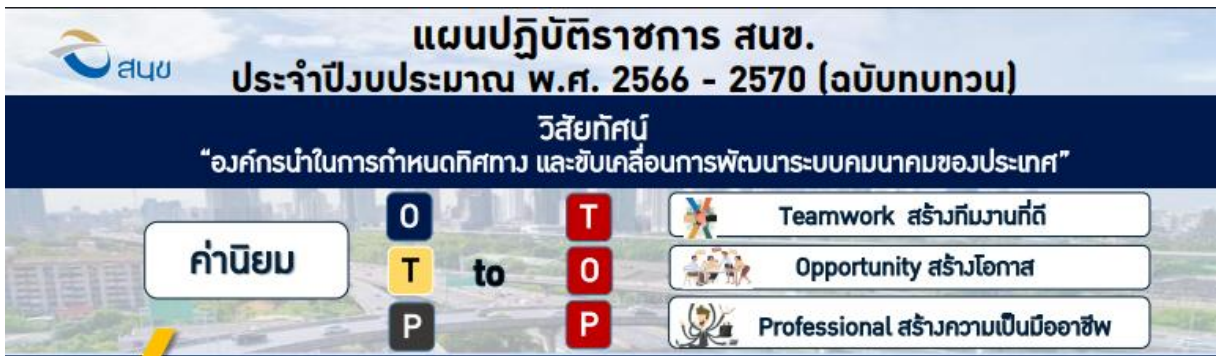 แผนปฏิบัติราชการ สนข.
สนข
ประจำปีงบประมาณ พ.ศ. 2566 - 2570 (ฉบับทบทวน)
วิสัยทัศน์
“องค์กรนำในการกำหนดทิศทาง และขับเคลื่อนการพัฒนาระบบคมนาคมของประเทศ”
ค่านิยม
O
T
P
to
T
O
P
Teamwork สร้างทีมงานที่ดี
Opportunity สร้างโอกาส
Professional สร้างความเป็นมืออาชีพ